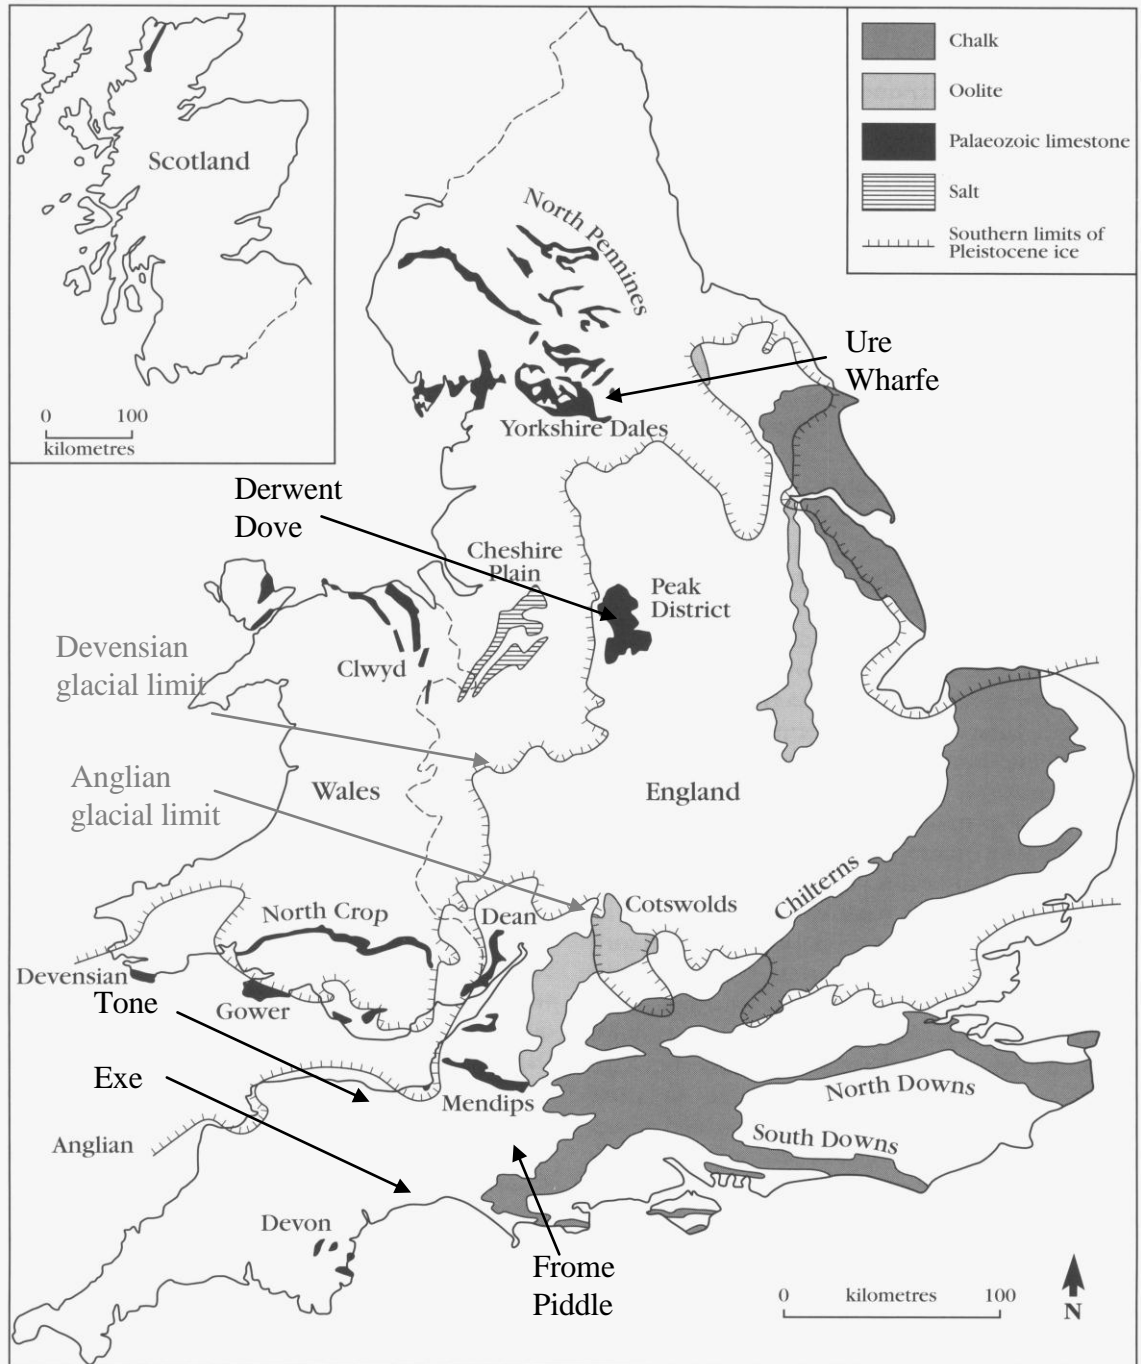 Scotland
0 100
kilometres
Chalk
Oolite
Palaeozoic limestone
Salt
Southern limits of
Pleistocene ice
North Pennines
Ure
Wharfe
Yorkshire Dales
Derwent
Dove
Cheshire
Plain
Peak
District
Devensian
glacial limit
Clwyd
Anglian
glacial limit
Wales
England
Chilterns
North Crop
Dean
Cotswolds
Devensian
Tone
Gower
Exe
Mendips
North Downs
Anglian
South Downs
Devon
Frome
Piddle
0 kilometres 100
N